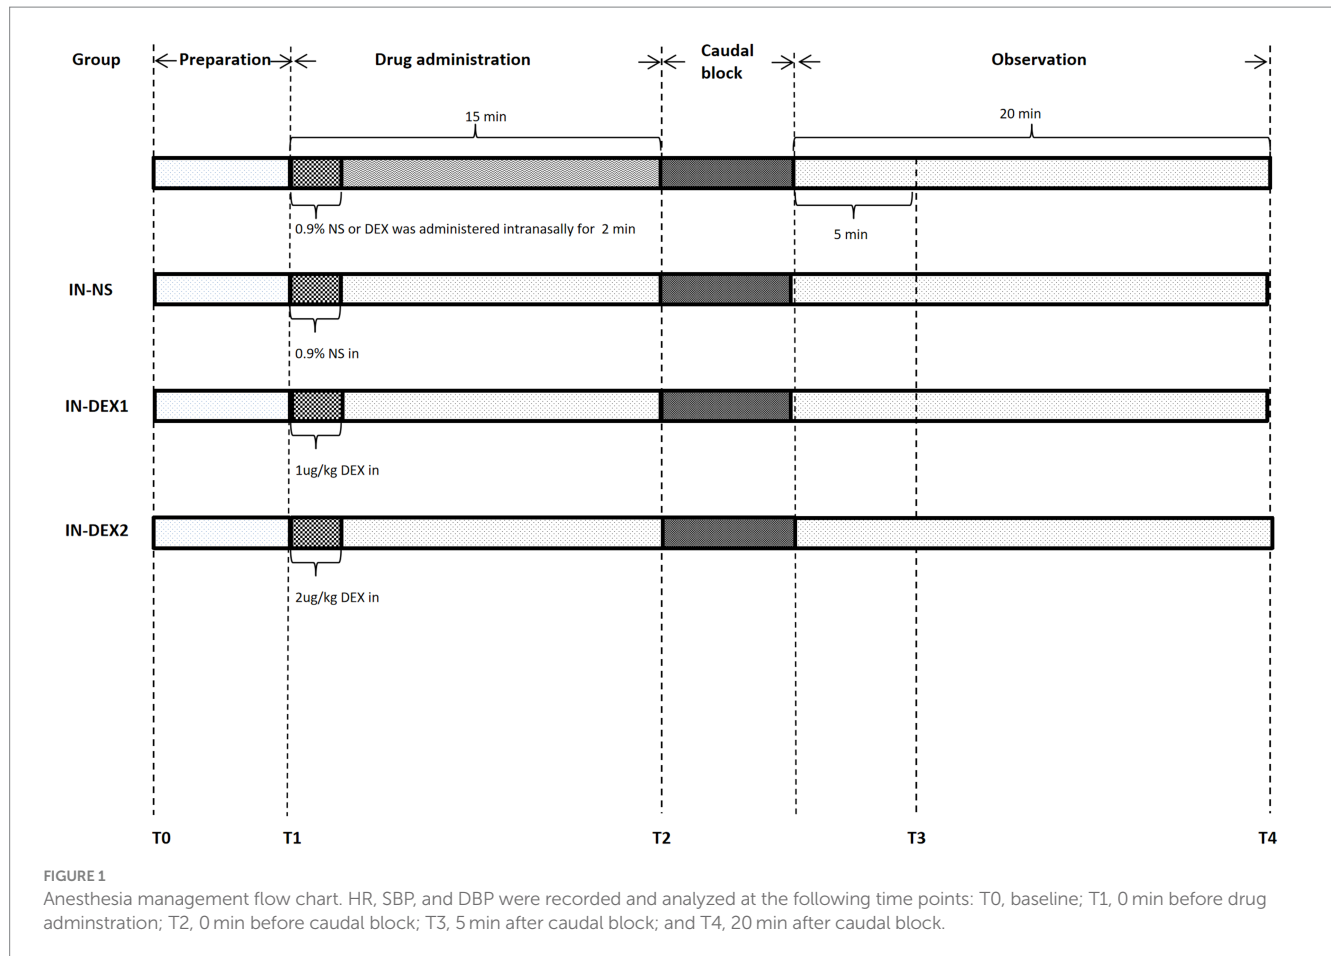 Group Preparation Drug administration Caudal block Observation
15 min 20 min
0.9% NS or DEX was administered intranasally for 2 min
5 min
IN-NS
0.9% NS in
IN-DEX1
1ug/kg DEX in
IN-DEX2
2ug/kg DEX in
T0 T1 T2 T3 T4
FIGURE 1
Anesthesia management flow chart. HR, SBP, and DBP were recorded and analyzed at the following time points: T0, baseline; T1, 0 min before drug
adminstration; T2, 0 min before caudal block; T3, 5 min after caudal block; and T4, 20 min after caudal block.